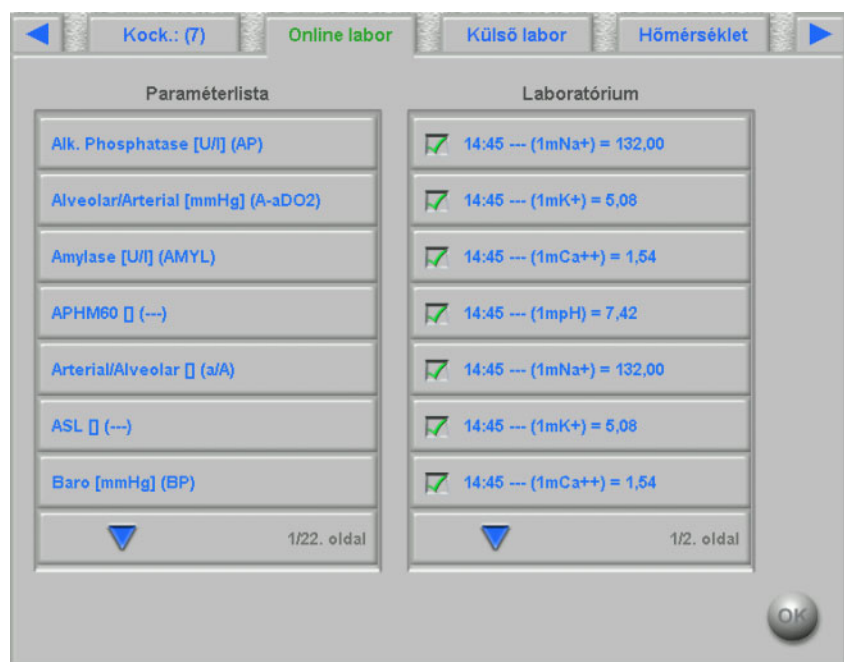 Kock.: (7)
Online labor
Külső labor
Hőmérséklet
Paraméterlista
Alk. Phosphatase [U/l] (AP)
Alveolar/Arterial [mmHg] (A-aDO2)
Amylase [U/l] (AMYL)
APHM60 [] (---)
Arterial/Alveolar [] (a/A)
ASL [] (---)
Baro [mmHg] (BP)
1/22. oldal
Laboratórium
14:45 --- (1mNa+) = 132,00
14:45 --- (1mK+) = 5,08
14:45 --- (1mCa++) = 1,54
14:45 --- (1mpH) = 7,42
14:45 --- (1mNa+) = 132,00
14:45 --- (1mK+) = 5,08
14:45 --- (1mCa++) = 1,54
1/2. oldal
OK